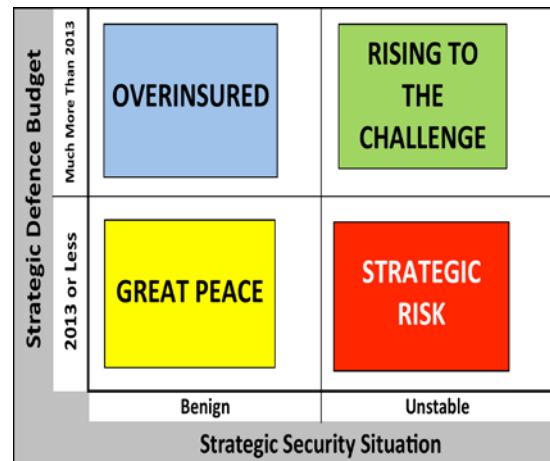 Strategic Defence Budget
Much More Than 2013
OVERINSURED
RISING TO
THE
CHALLENGE
2013 or Less
GREAT PEACE
STRATEGIC
RISK
Benign
Unstable
Strategic Security Situation